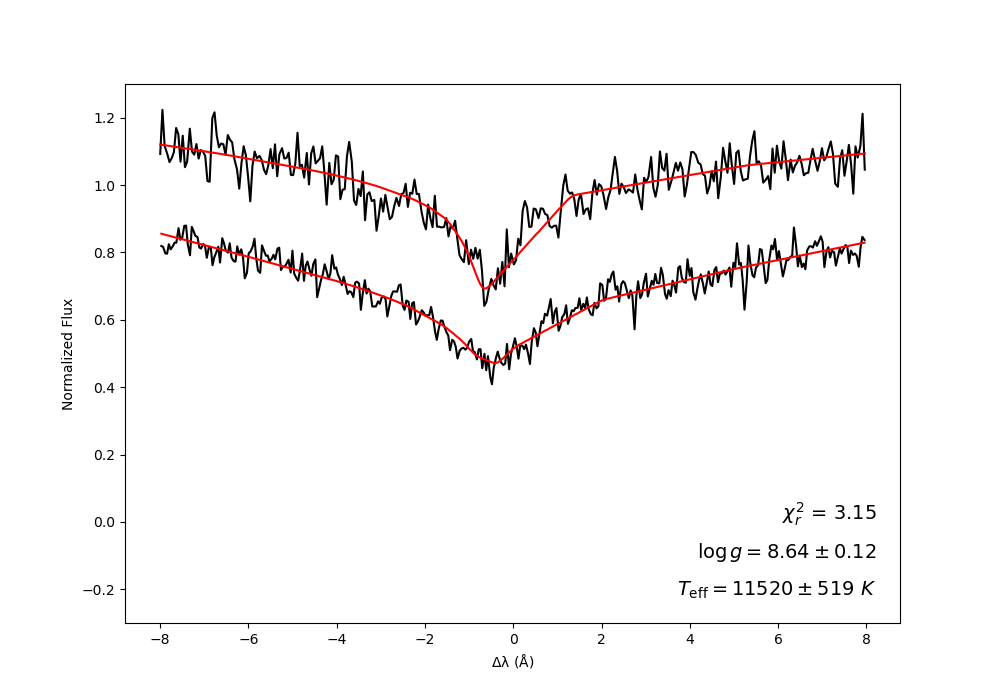 1.2
1.0
0.8
0.6
0.4
0.2
0.0
−0.2
Normalized Flux
χ²ᵣ = 3.15
log g = 8.64 ± 0.12
T_eff = 11520 ± 519 K
−8 −6 −4 −2 0 2 4 6 8
Δλ (Å)